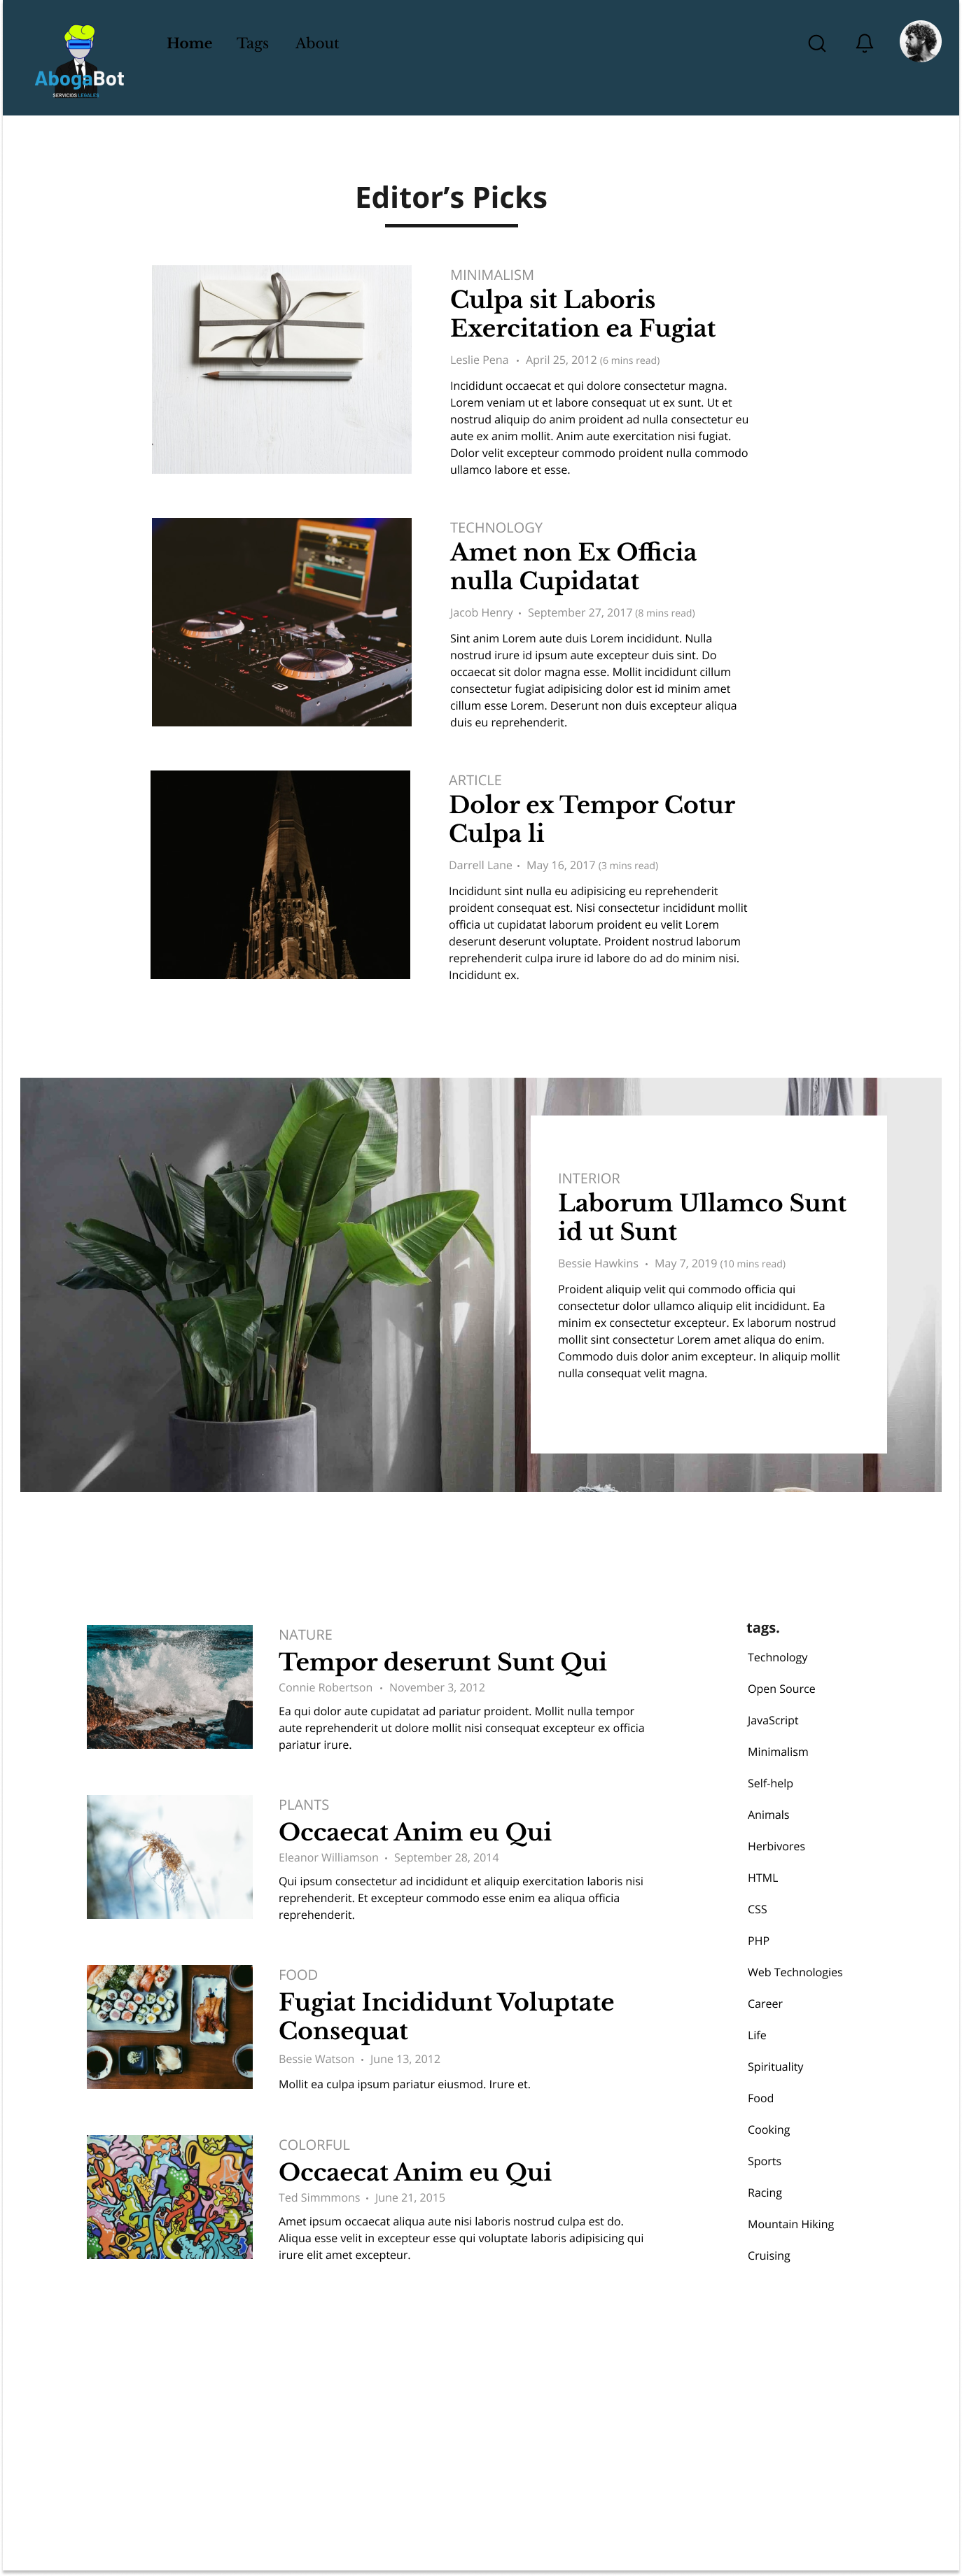 AbogaBot
SERVICIOS LEGALES
Home Tags About
Editor's Picks
MINIMALISM
Culpa sit Laboris
Exercitation ea Fugiat
Leslie Pena • April 25, 2012 (6 mins read)
Incididunt occaecat et qui dolore consectetur magna.
Lorem veniam ut et labore consequat ut ex sunt. Ut et
nostrud aliquip do anim proident ad nulla consectetur eu
aute ex anim mollit. Anim aute exercitation nisi fugiat.
Dolor velit excepteur commodo proident nulla commodo
ullamco labore et esse.
TECHNOLOGY
Amet non Ex Officia
nulla Cupidatat
Jacob Henry • September 27, 2017 (8 mins read)
Sint anim Lorem aute duis Lorem incididunt. Nulla
nostrud irure id ipsum aute excepteur duis sint. Do
occaecat sit dolor magna esse. Mollit incididunt cillum
consectetur fugiat adipisicing dolor est id minim amet
cillum esse Lorem. Deserunt non duis excepteur aliqua
duis eu reprehenderit.
ARTICLE
Dolor ex Tempor Cotur
Culpa li
Darrell Lane • May 16, 2017 (3 mins read)
Incididunt sint nulla eu adipisicing eu reprehenderit
proident consequat est. Nisi consectetur incididunt mollit
officia ut cupidatat laborum proident eu velit Lorem
deserunt deserunt voluptate. Proident nostrud laborum
reprehenderit culpa irure id labore do ad do minim nisi.
Incididunt ex.
INTERIOR
Laborum Ullamco Sunt
id ut Sunt
Bessie Hawkins • May 7, 2019 (10 mins read)
Proident aliquip velit qui commodo officia qui
consectetur dolor ullamco aliquip elit incididunt. Ea
minim ex consectetur excepteur. Ex laborum nostrud
mollit sint consectetur Lorem amet aliqua do enim.
Commodo duis dolor anim excepteur. In aliquip mollit
nulla consequat velit magna.
NATURE
Tempor deserunt Sunt Qui
Connie Robertson • November 3, 2012
Ea qui dolor aute cupidatat ad pariatur proident. Mollit nulla tempor
aute reprehenderit ut dolore mollit nisi consequat excepteur ex officia
pariatur irure.
PLANTS
Occaecat Anim eu Qui
Eleanor Williamson • September 28, 2014
Qui ipsum consectetur ad incididunt et aliquip exercitation laboris nisi
reprehenderit. Et excepteur commodo esse enim ea aliqua officia
reprehenderit.
FOOD
Fugiat Incididunt Voluptate
Consequat
Bessie Watson • June 13, 2012
Mollit ea culpa ipsum pariatur eiusmod. Irure et.
COLORFUL
Occaecat Anim eu Qui
Ted Simmmons • June 21, 2015
Amet ipsum occaecat aliqua aute nisi laboris nostrud culpa est do.
Aliqua esse velit in excepteur esse qui voluptate laboris adipisicing qui
irure elit amet excepteur.
tags.
Technology
Open Source
JavaScript
Minimalism
Self-help
Animals
Herbivores
HTML
CSS
PHP
Web Technologies
Career
Life
Spirituality
Food
Cooking
Sports
Racing
Mountain Hiking
Cruising